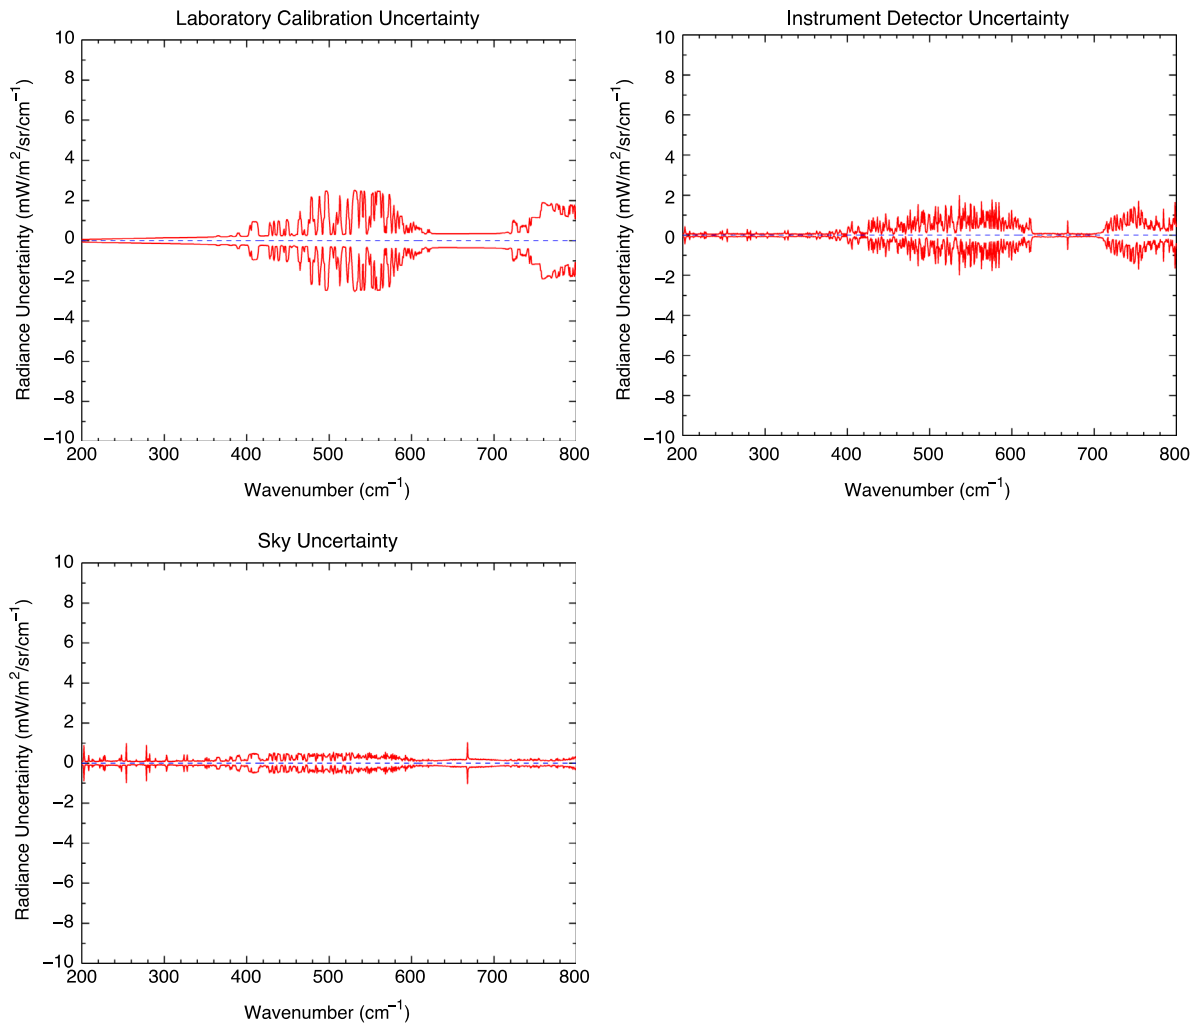 Laboratory Calibration Uncertainty
10
8
6
4
2
0
−2
−4
−6
−8
−10
Radiance Uncertainty (mW/m²/sr/cm⁻¹)
200 300 400 500 600 700 800
Wavenumber (cm⁻¹)
Instrument Detector Uncertainty
10
8
6
4
2
0
−2
−4
−6
−8
−10
Radiance Uncertainty (mW/m²/sr/cm⁻¹)
200 300 400 500 600 700 800
Wavenumber (cm⁻¹)
Sky Uncertainty
10
8
6
4
2
0
−2
−4
−6
−8
−10
Radiance Uncertainty (mW/m²/sr/cm⁻¹)
200 300 400 500 600 700 800
Wavenumber (cm⁻¹)